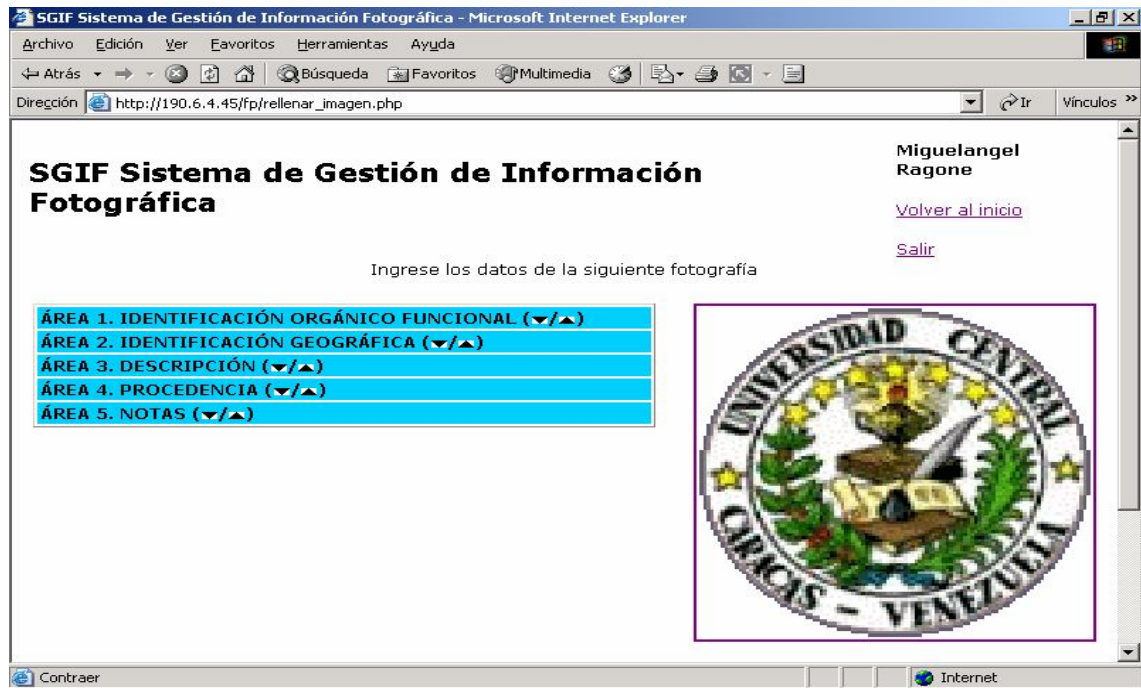 SGIF Sistema de Gestión de Información Fotográfica - Microsoft Internet Explorer
Archivo Edición Ver Favoritos Herramientas Ayuda
Atrás Búsqueda Favoritos Multimedia
Dirección http://190.6.4.45/fp/rellenar_imagen.php Ir Vínculos »
SGIF Sistema de Gestión de Información
Fotográfica
Miguelangel
Ragone
Volver al inicio
Salir
Ingrese los datos de la siguiente fotografía
ÁREA 1. IDENTIFICACIÓN ORGÁNICO FUNCIONAL (▼/▲)
ÁREA 2. IDENTIFICACIÓN GEOGRÁFICA (▼/▲)
ÁREA 3. DESCRIPCIÓN (▼/▲)
ÁREA 4. PROCEDENCIA (▼/▲)
ÁREA 5. NOTAS (▼/▲)
UNIVERSIDAD CENTRAL
CARACAS - VENEZUELA
Contraer Internet